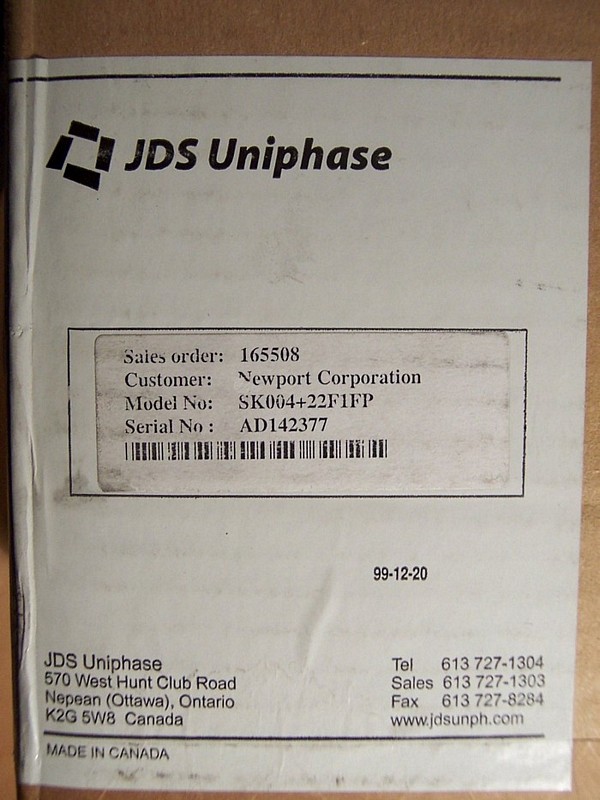 JDS Uniphase
Sales order: 165508
Customer: Newport Corporation
Model No: SK004+22F1FP
Serial No : AD142377
99-12-20
JDS Uniphase
570 West Hunt Club Road
Nepean (Ottawa), Ontario
K2G 5W8 Canada
Tel 613 727-1304
Sales 613 727-1303
Fax 613 727-8284
www.jdsunph.com
MADE IN CANADA